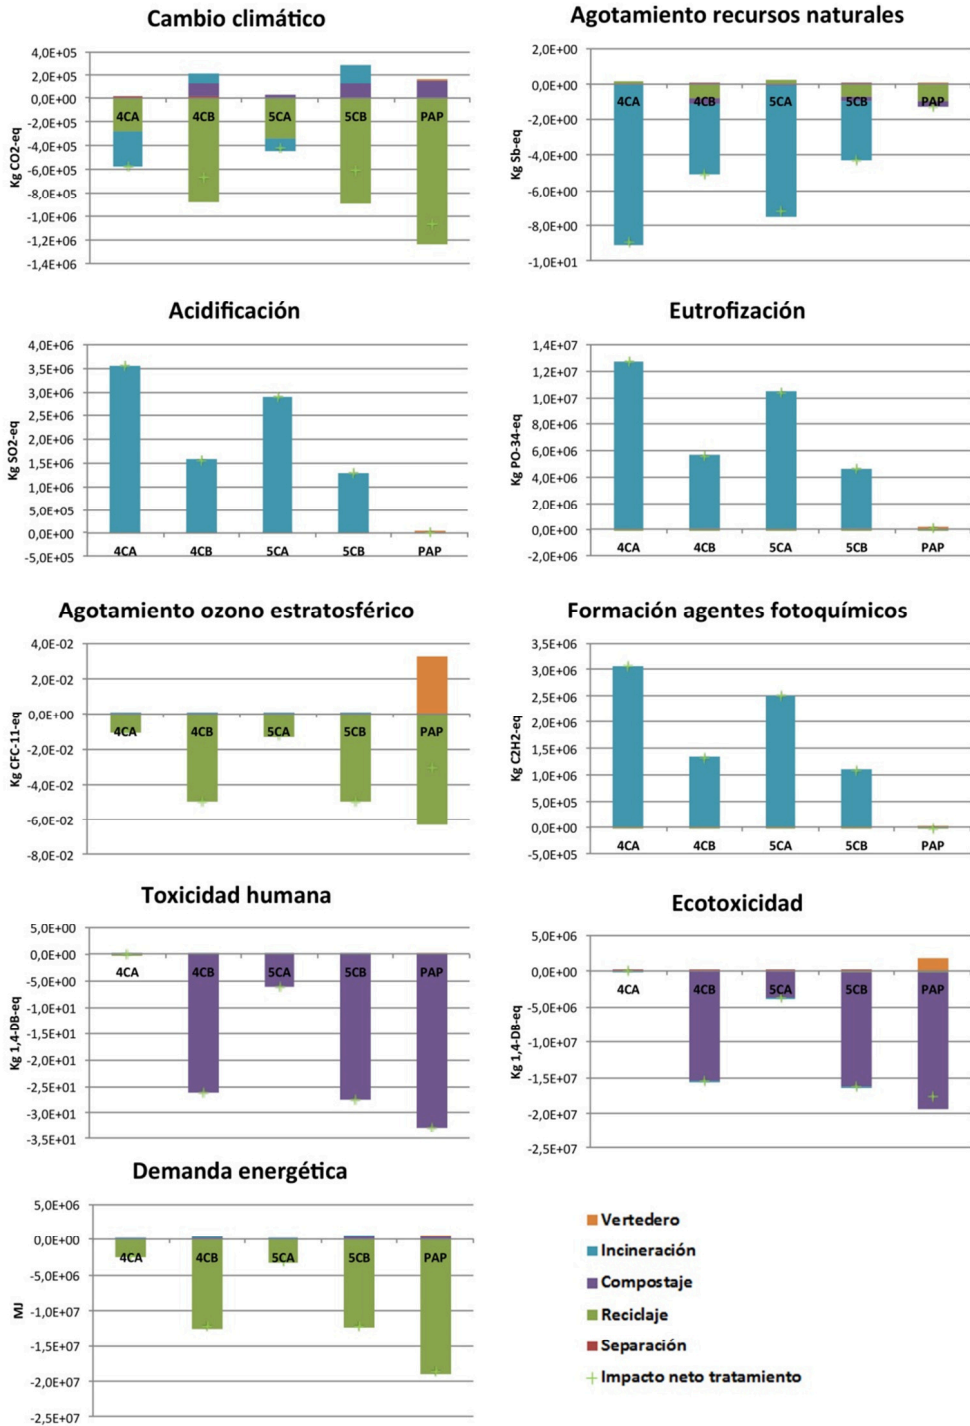 Cambio climático
Kg CO2-eq
4,0E+05
2,0E+05
0,0E+00
-2,0E+05
-4,0E+05
-6,0E+05
-8,0E+05
-1,0E+06
-1,2E+06
-1,4E+06
4CA 4CB 5CA 5CB PAP
Agotamiento recursos naturales
Kg Sb-eq
2,0E+00
0,0E+00
-2,0E+00
-4,0E+00
-6,0E+00
-8,0E+00
-1,0E+01
4CA 4CB 5CA 5CB PAP
Acidificación
Kg SO2-eq
4,0E+06
3,5E+06
3,0E+06
2,5E+06
2,0E+06
1,5E+06
1,0E+06
5,0E+05
0,0E+00
-5,0E+05
4CA 4CB 5CA 5CB PAP
Eutrofización
Kg PO-34-eq
1,4E+07
1,2E+07
1,0E+07
8,0E+06
6,0E+06
4,0E+06
2,0E+06
0,0E+00
-2,0E+06
4CA 4CB 5CA 5CB PAP
Agotamiento ozono estratosférico
Kg CFC-11-eq
4,0E-02
2,0E-02
0,0E+00
-2,0E-02
-4,0E-02
-6,0E-02
-8,0E-02
4CA 4CB 5CA 5CB PAP
Formación agentes fotoquímicos
Kg C2H2-eq
3,5E+06
3,0E+06
2,5E+06
2,0E+06
1,5E+06
1,0E+06
5,0E+05
0,0E+00
-5,0E+05
4CA 4CB 5CA 5CB PAP
Toxicidad humana
Kg 1,4-DB-eq
5,0E+00
0,0E+00
-5,0E+00
-1,0E+01
-1,5E+01
-2,0E+01
-2,5E+01
-3,0E+01
-3,5E+01
4CA 4CB 5CA 5CB PAP
Ecotoxicidad
Kg 1,4-DB-eq
5,0E+06
0,0E+00
-5,0E+06
-1,0E+07
-1,5E+07
-2,0E+07
-2,5E+07
4CA 4CB 5CA 5CB PAP
Demanda energética
MJ
5,0E+06
0,0E+00
-5,0E+06
-1,0E+07
-1,5E+07
-2,0E+07
-2,5E+07
4CA 4CB 5CA 5CB PAP
Vertedero
Incineración
Compostaje
Reciclaje
Separación
Impacto neto tratamiento